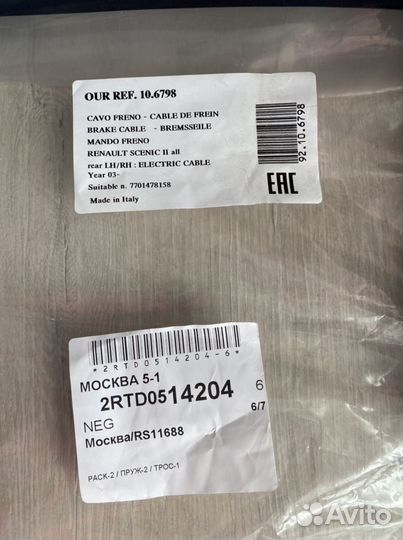 OUR REF. 10.6798
CAVO FRENO - CABLE DE FREIN
BRAKE CABLE - BREMSSEILE
MANDO FRENO
RENAULT SCENIC II all
rear LH/RH : ELECTRIC CABLE
Year 03-
Suitable n. 7701478158
Made in Italy
92.10.6798
EAC
*2RTD0514204-6*
МОСКВА 5-1
2RTD0514204 6
NEG 6/7
Москва/RS11688
РАСК-2 / ПРУЖ-2 / ТРОС-1
Avito